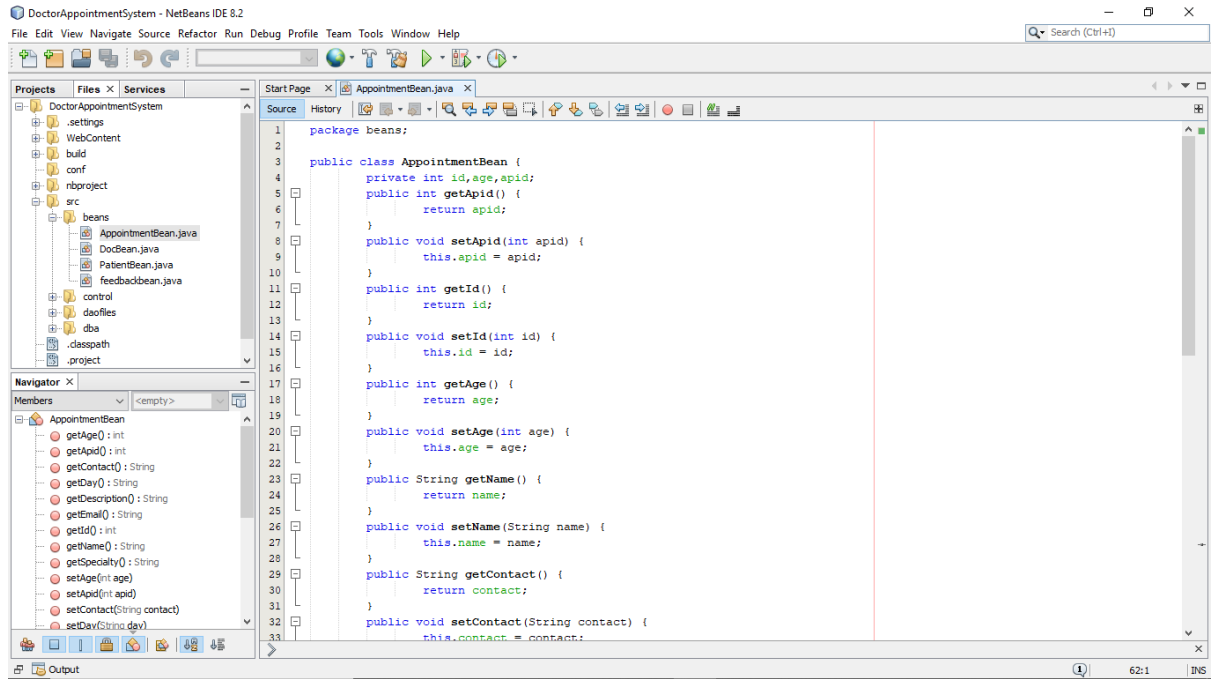 DoctorAppointmentSystem - NetBeans IDE 8.2
File Edit View Navigate Source Refactor Run Debug Profile Team Tools Window Help
Search (Ctrl+I)
Projects Files Services
DoctorAppointmentSystem
.settings
WebContent
build
conf
nbproject
src
beans
AppointmentBean.java
DocBean.java
PatientBean.java
feedbackbean.java
control
daofiles
dba
.classpath
.project
Navigator
Members <empty>
AppointmentBean
getAge() : int
getApid() : int
getContact() : String
getDay() : String
getDescription() : String
getEmail() : String
getId() : int
getName() : String
getSpecialty() : String
setAge(int age)
setApid(int apid)
setContact(String contact)
setDay(String day)
Start Page AppointmentBean.java
Source History
1 package beans;
2
3 public class AppointmentBean {
4 private int id,age,apid;
5 public int getApid() {
6 return apid;
7 }
8 public void setApid(int apid) {
9 this.apid = apid;
10 }
11 public int getId() {
12 return id;
13 }
14 public void setId(int id) {
15 this.id = id;
16 }
17 public int getAge() {
18 return age;
19 }
20 public void setAge(int age) {
21 this.age = age;
22 }
23 public String getName() {
24 return name;
25 }
26 public void setName(String name) {
27 this.name = name;
28 }
29 public String getContact() {
30 return contact;
31 }
32 public void setContact(String contact) {
33 this.contact = contact;
Output
1 62:1 INS